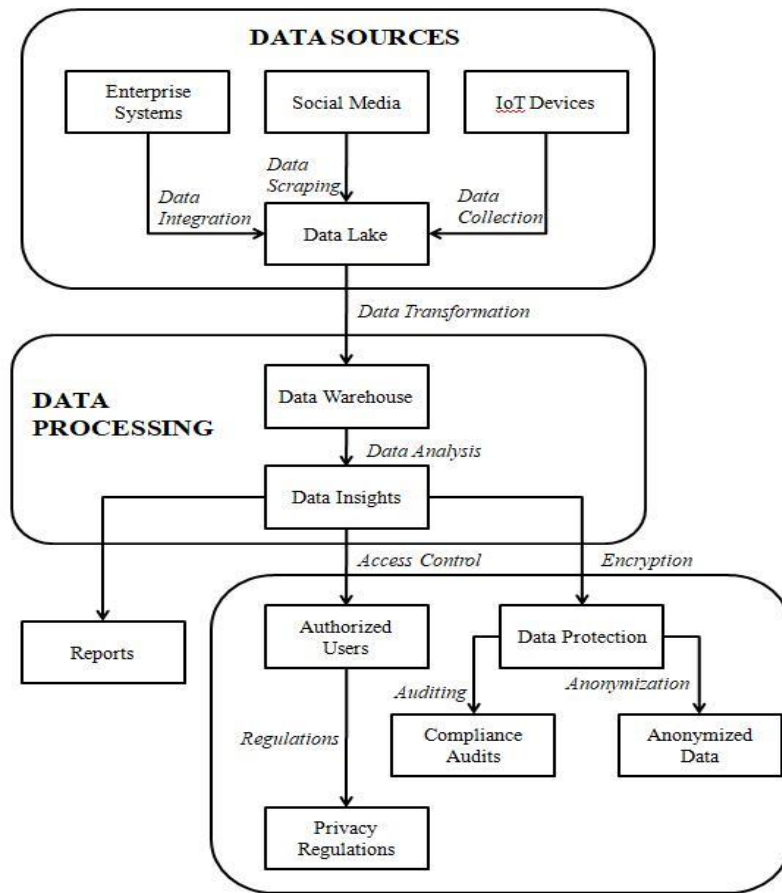 DATA SOURCES
Enterprise
Systems
Social Media
IoT Devices
Data
Scraping
Data
Integration
Data
Collection
Data Lake
Data Transformation
DATA
PROCESSING
Data Warehouse
Data Analysis
Data Insights
Access Control
Encryption
Reports
Authorized
Users
Data Protection
Auditing
Anonymization
Regulations
Compliance
Audits
Anonymized
Data
Privacy
Regulations